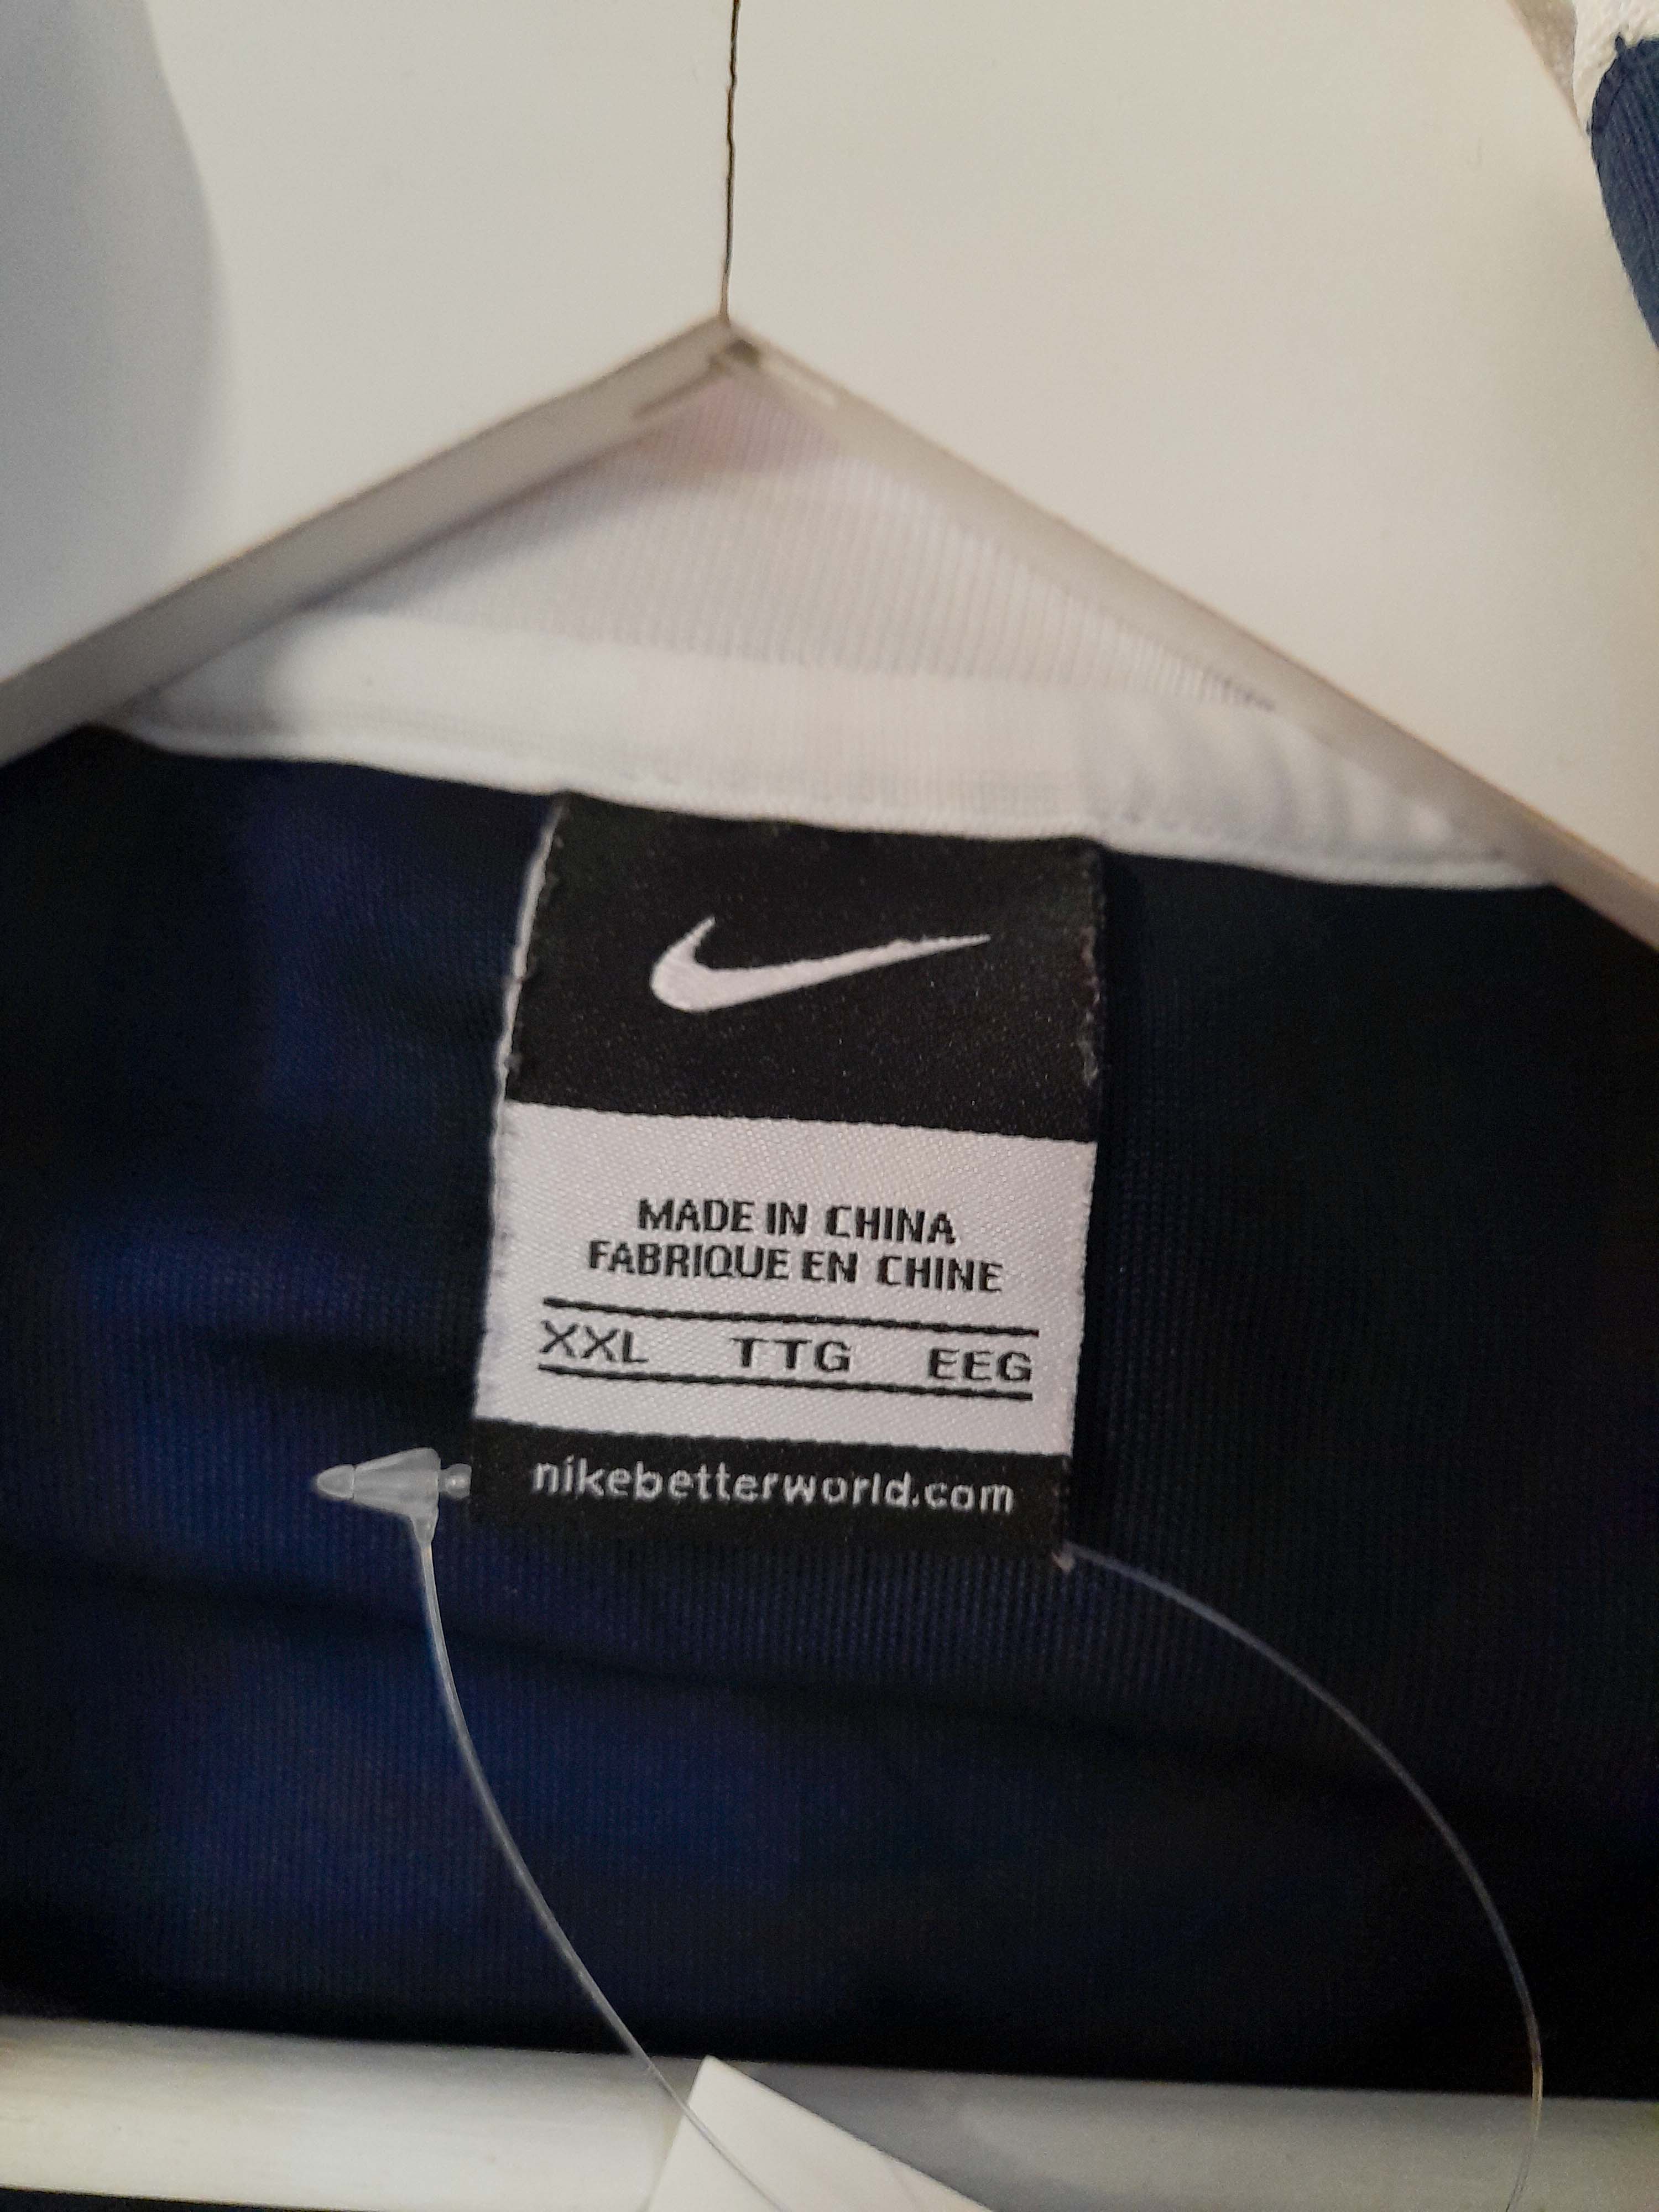 MADE IN CHINA
FABRIQUE EN CHINE
XXL TTG EEG
nikebetterworld.com